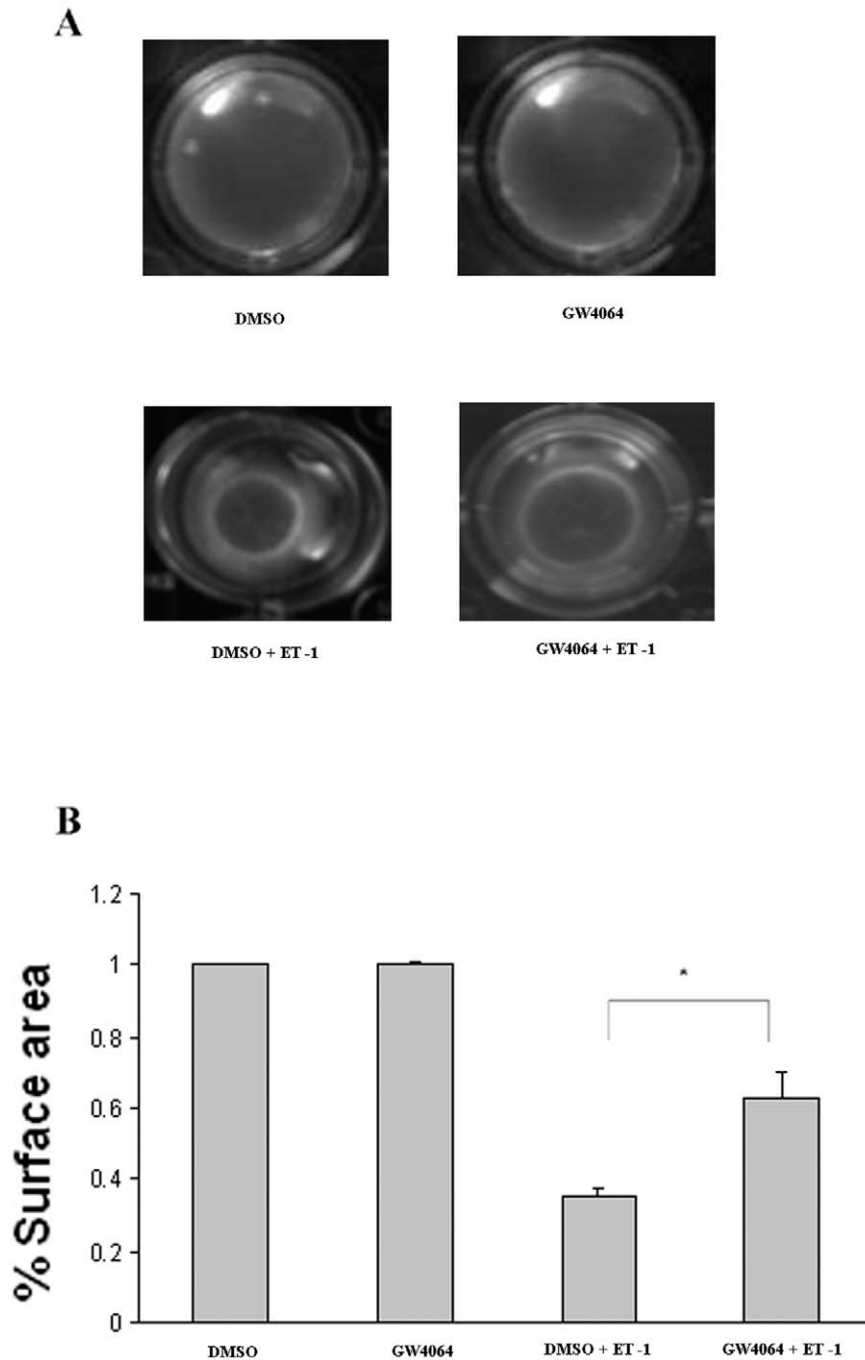 A
DMSO
GW4064
DMSO + ET -1
GW4064 + ET -1
B
% Surface area
1.2
1
0.8
0.6
0.4
0.2
0
*
DMSO
GW4064
DMSO + ET -1
GW4064 + ET -1